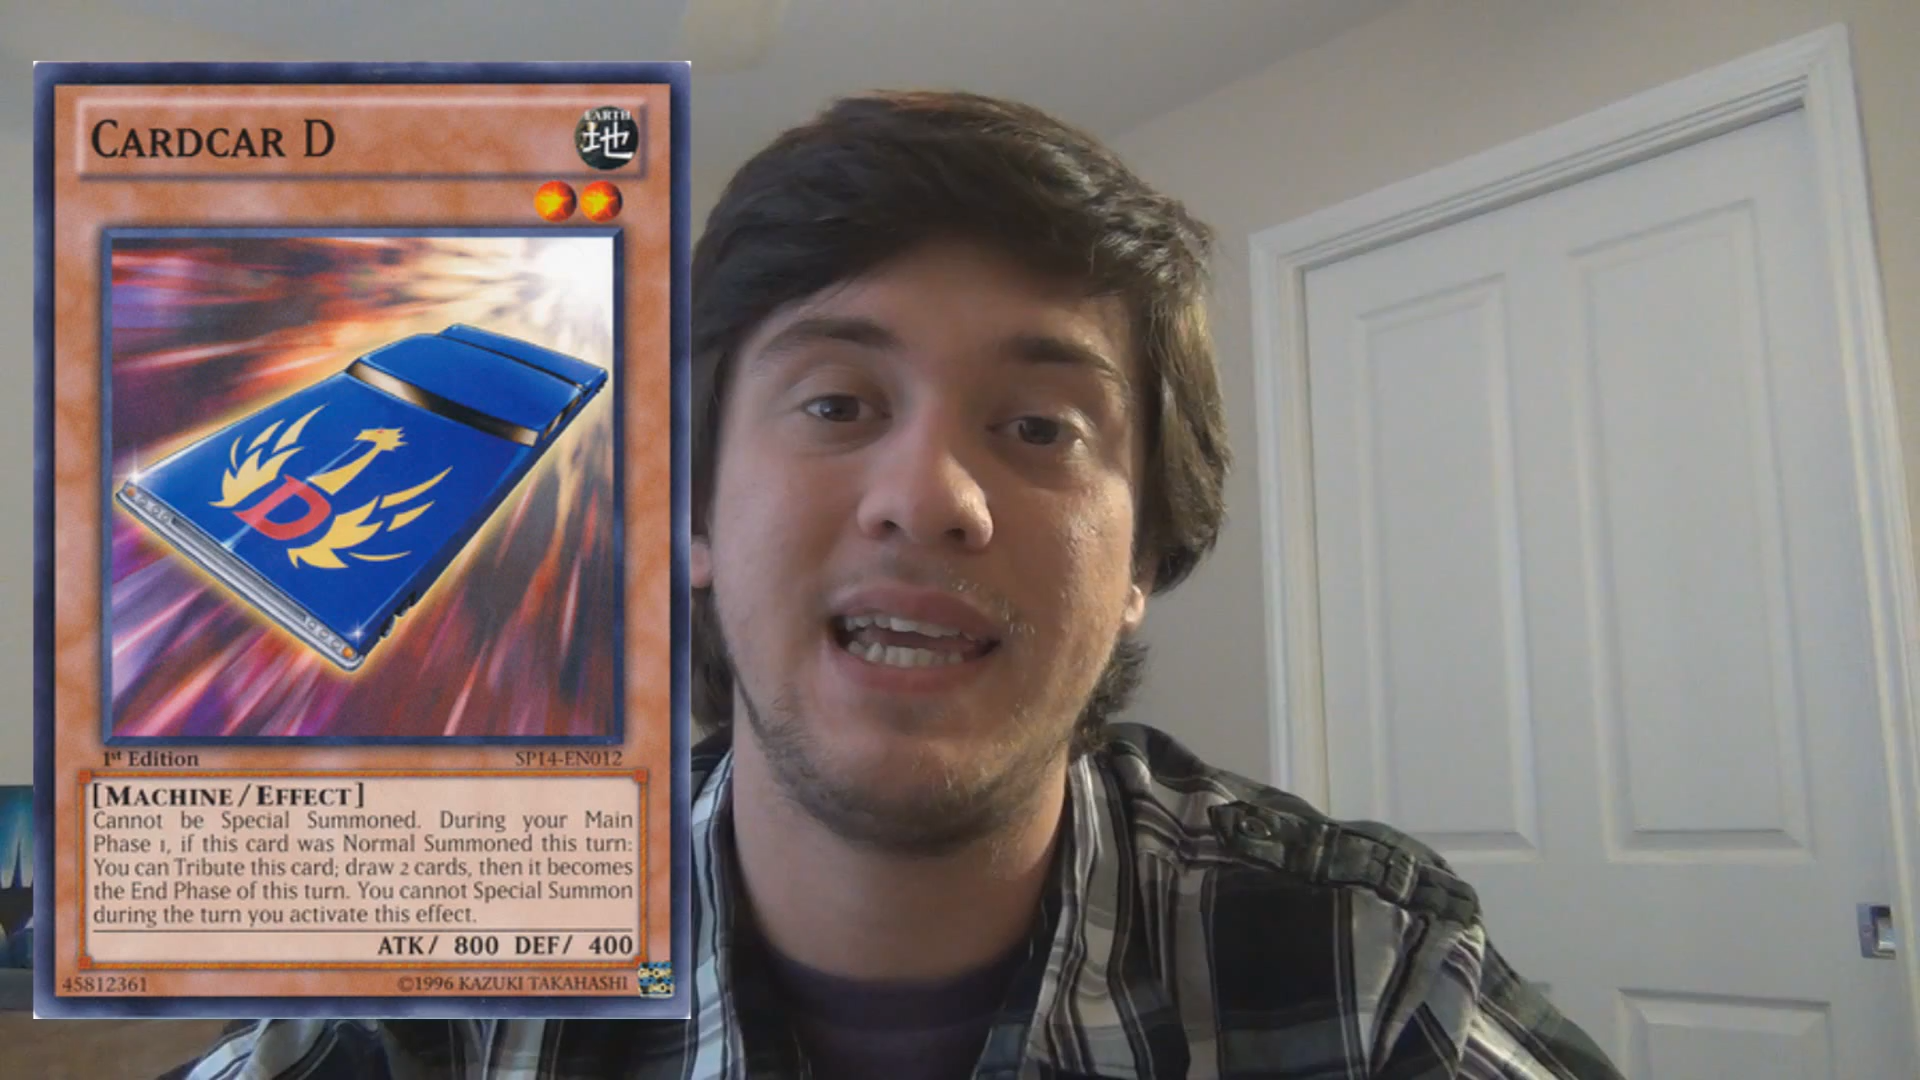 CARDCAR D
EARTH
地
D
1st Edition
SP14-EN012
[MACHINE/EFFECT]
Cannot be Special Summoned. During your Main
Phase 1, if this card was Normal Summoned this turn:
You can Tribute this card; draw 2 cards, then it becomes
the End Phase of this turn. You cannot Special Summon
during the turn you activate this effect.
ATK/ 800 DEF/ 400
45812361
©1996 KAZUKI TAKAHASHI